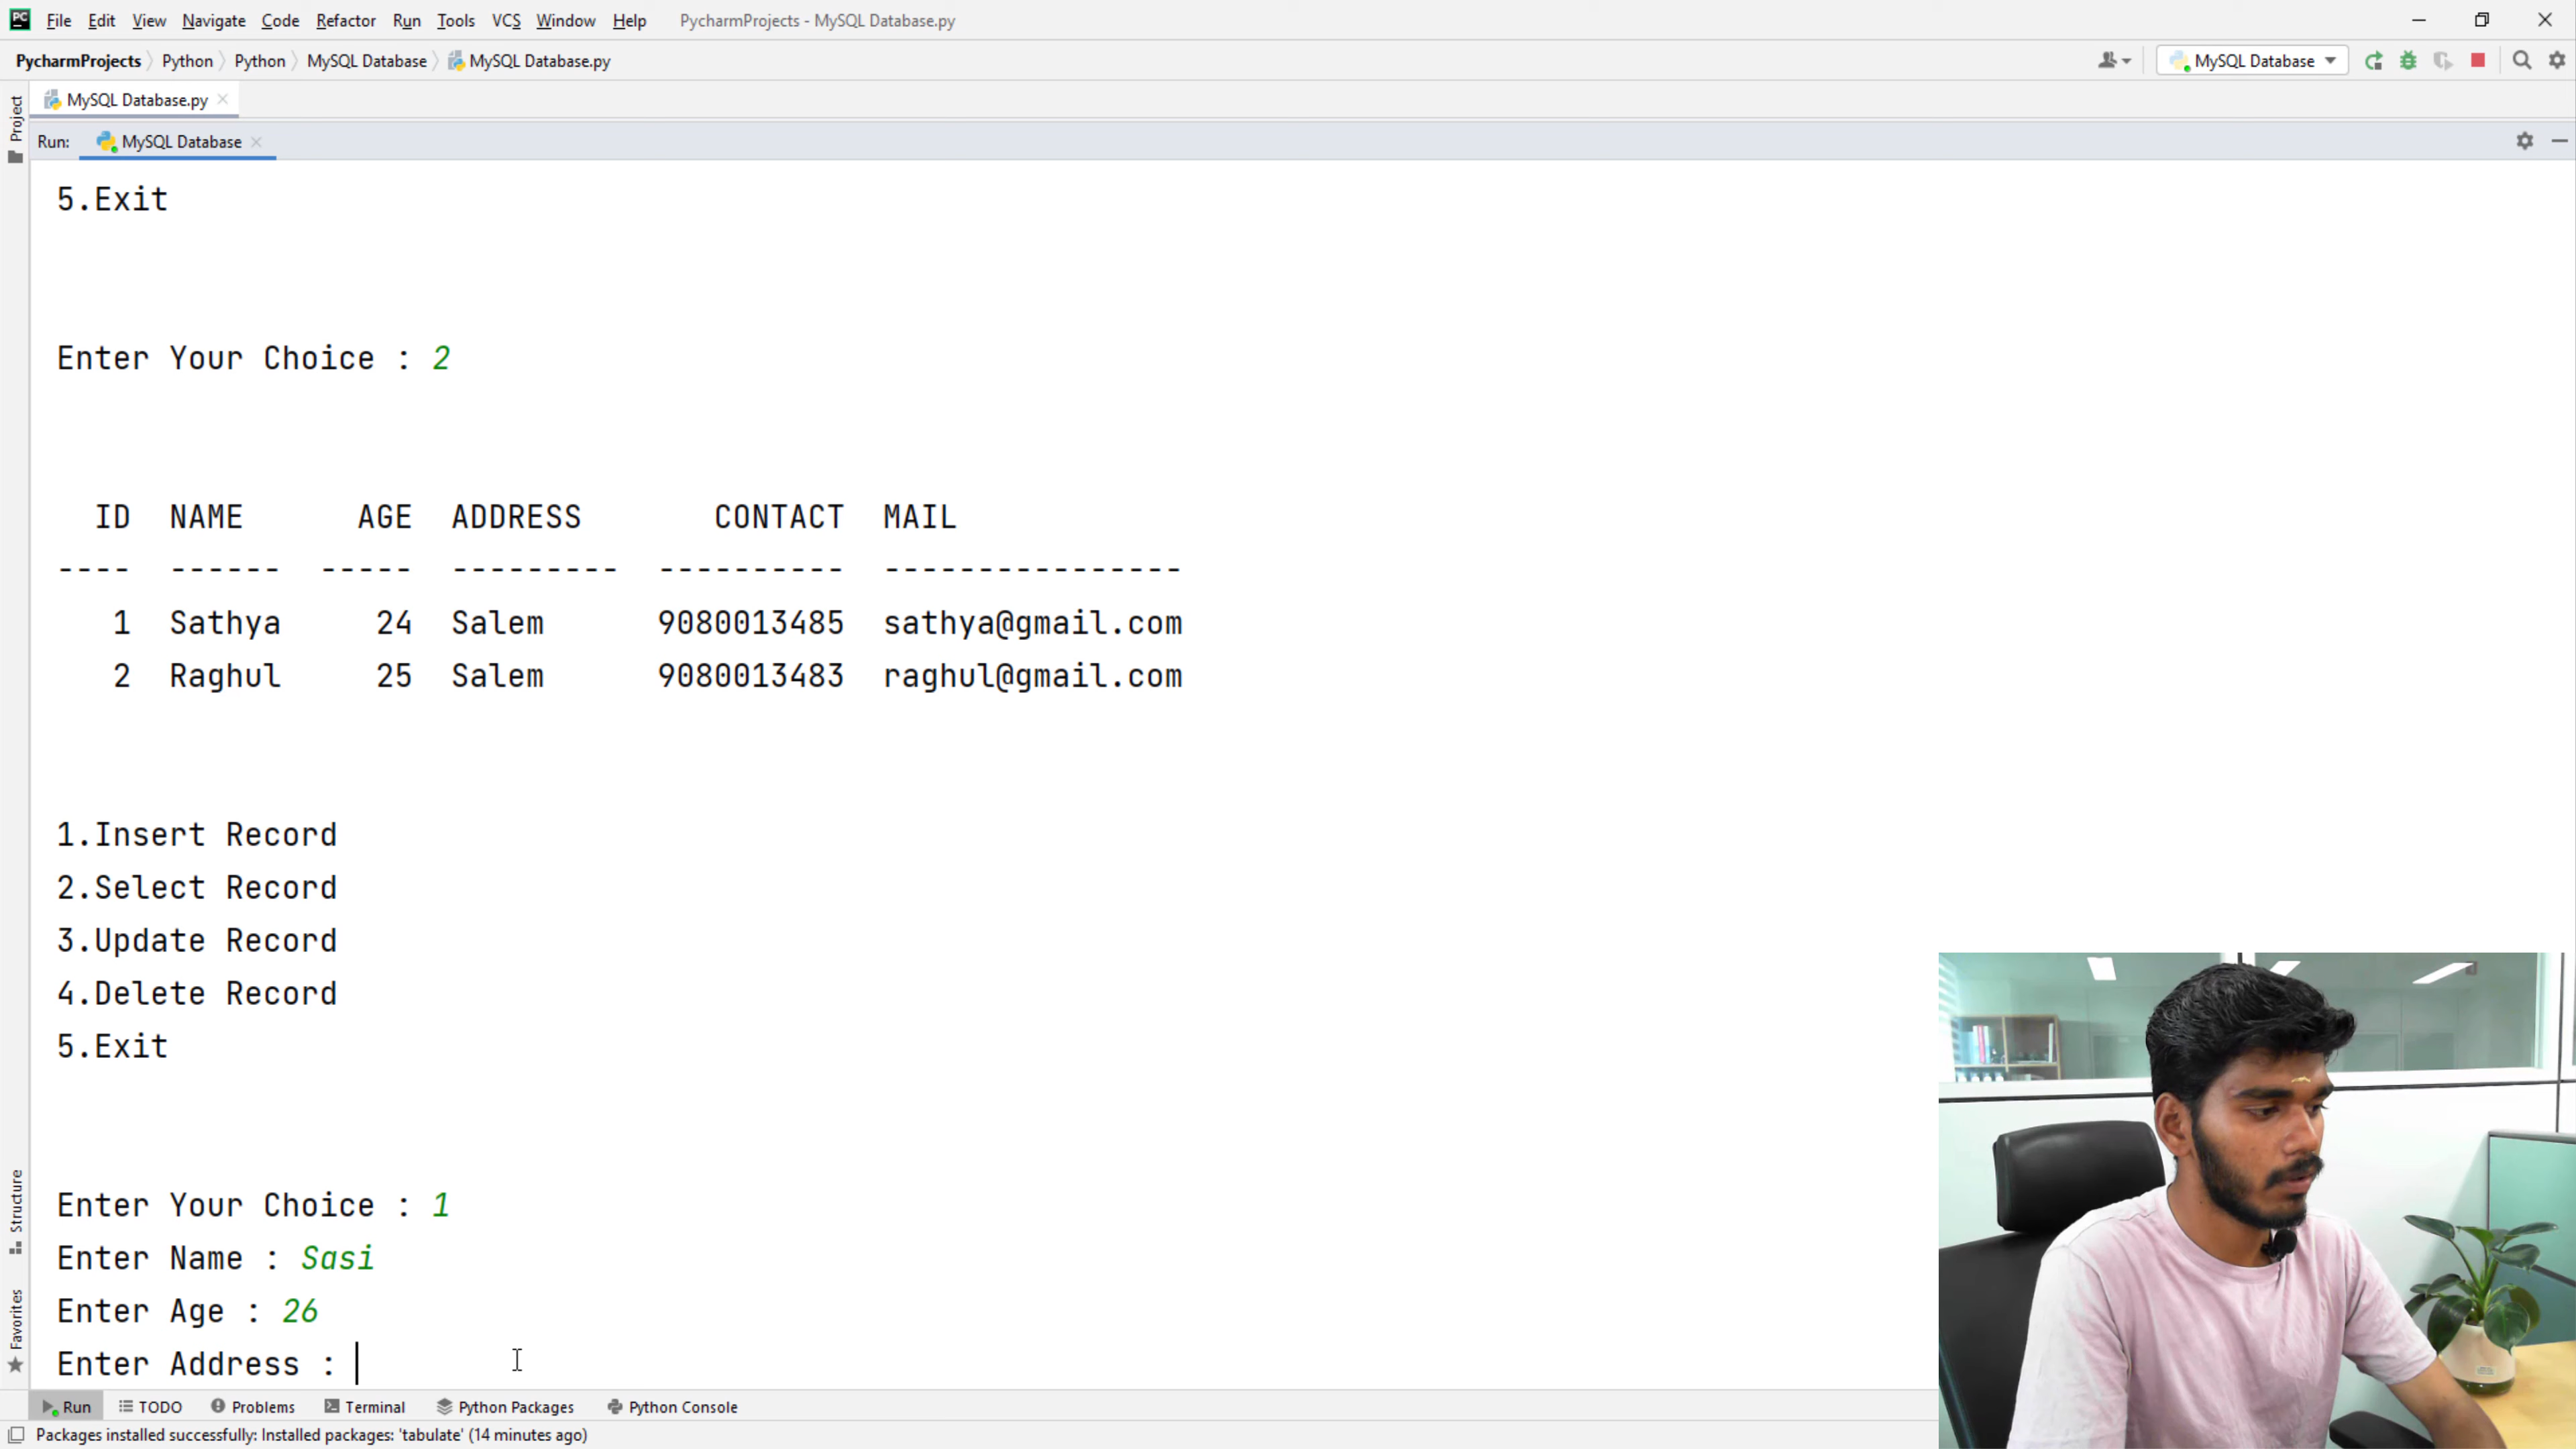 PC File Edit View Navigate Code Refactor Run Tools VCS Window Help PycharmProjects - MySQL Database.py
PycharmProjects Python Python MySQL Database MySQL Database.py MySQL Database
MySQL Database.py
Project
Run: MySQL Database
5.Exit
Enter Your Choice : 2
ID NAME AGE ADDRESS CONTACT MAIL
---- ------ ----- --------- ---------- ----------------
1 Sathya 24 Salem 9080013485 sathya@gmail.com
2 Raghul 25 Salem 9080013483 raghul@gmail.com
1.Insert Record
2.Select Record
3.Update Record
4.Delete Record
5.Exit
Structure
Favorites
Enter Your Choice : 1
Enter Name : Sasi
Enter Age : 26
Enter Address :
Run TODO Problems Terminal Python Packages Python Console
Packages installed successfully: Installed packages: 'tabulate' (14 minutes ago)